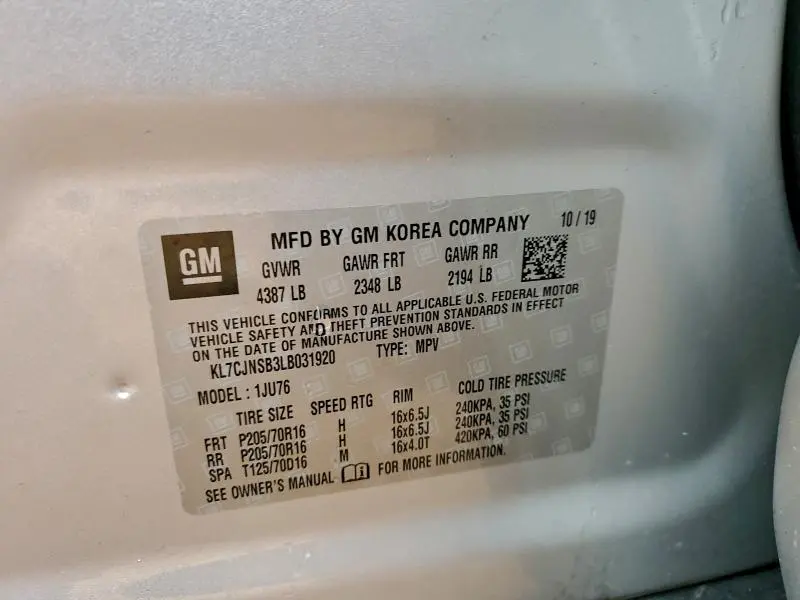 GM
MFD BY GM KOREA COMPANY 10 / 19
GVWR GAWR FRT GAWR RR
4387 LB 2348 LB 2194 LB
THIS VEHICLE CONFORMS TO ALL APPLICABLE U.S. FEDERAL MOTOR
VEHICLE SAFETY AND THEFT PREVENTION STANDARDS IN EFFECT
ON THE DATE OF MANUFACTURE SHOWN ABOVE.
KL7CJNSB3LB031920 TYPE: MPV
MODEL : 1JU76
TIRE SIZE SPEED RTG RIM COLD TIRE PRESSURE
FRT P205/70R16 H 16x6.5J 240KPA, 35 PSI
RR P205/70R16 H 16x6.5J 240KPA, 35 PSI
SPA T125/70D16 M 16x4.0T 420KPA, 60 PSI
SEE OWNER'S MANUAL FOR MORE INFORMATION.